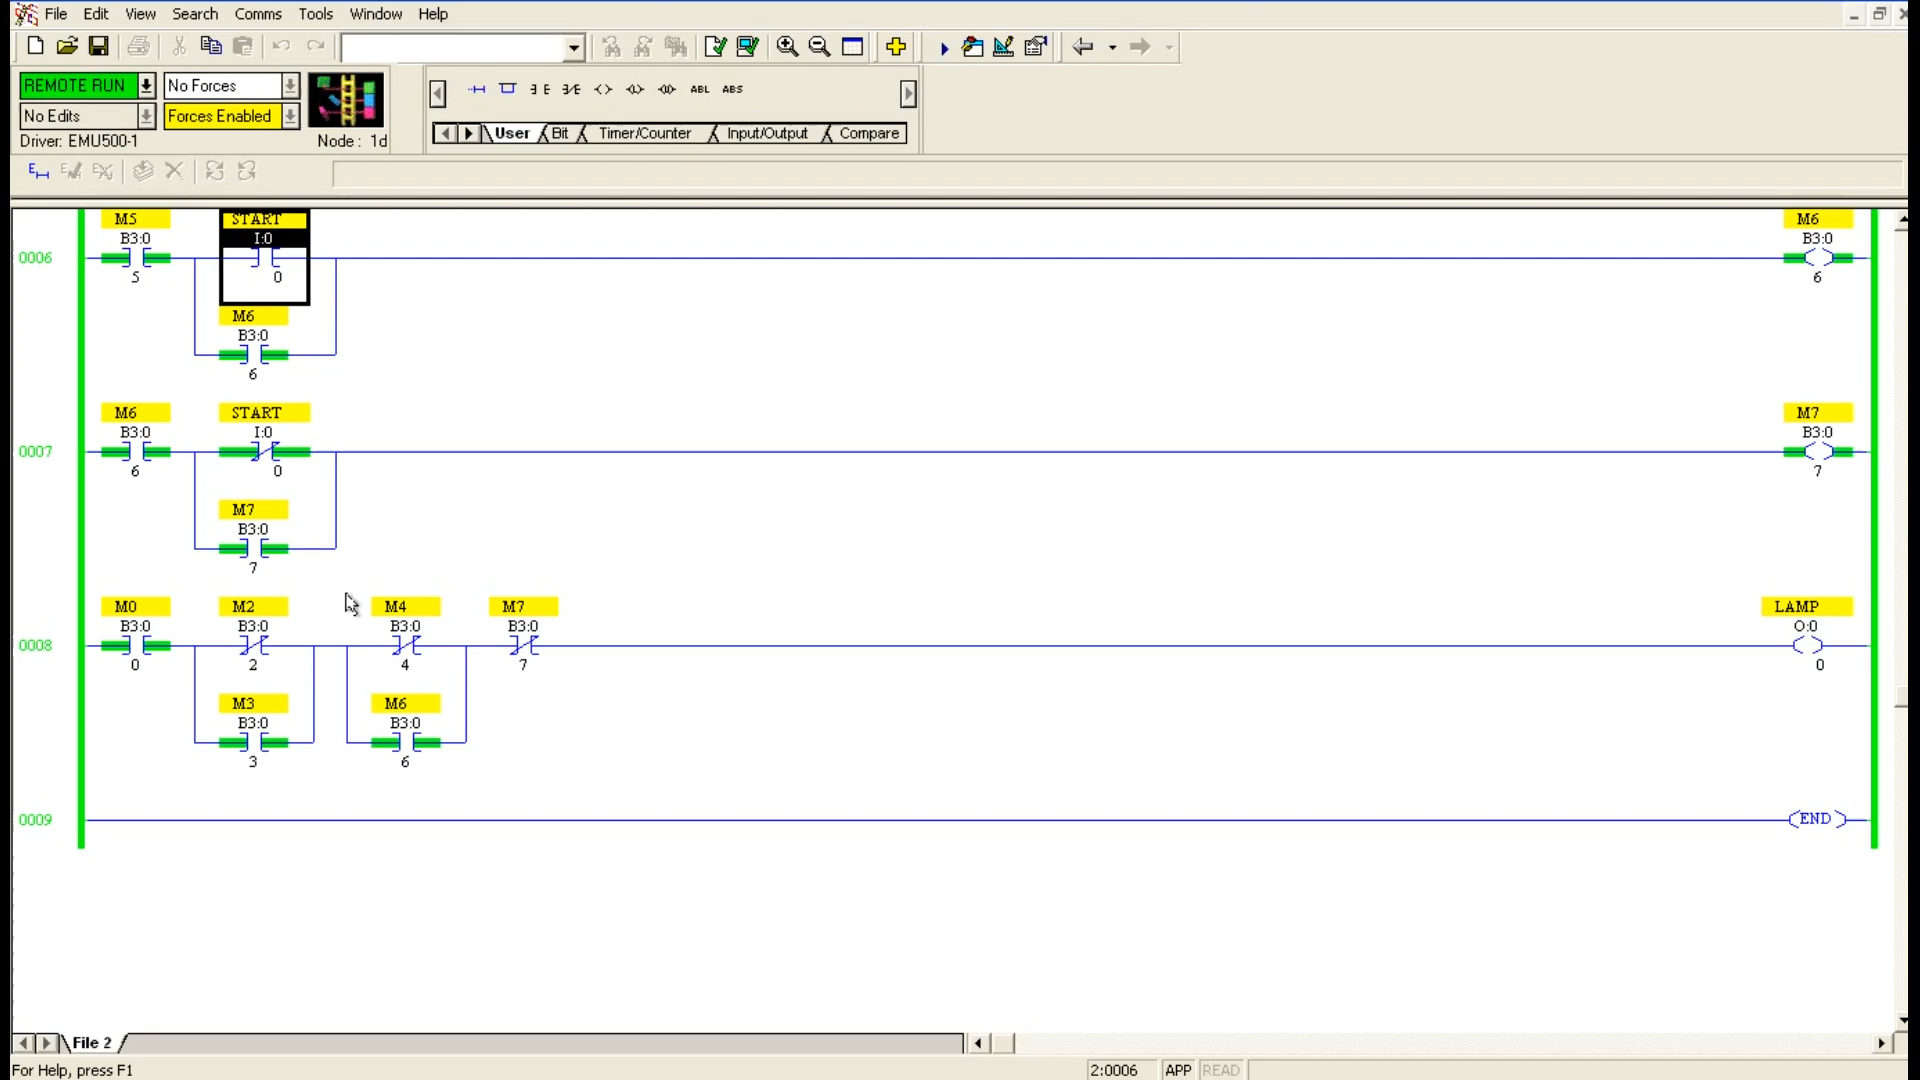 File Edit View Search Comms Tools Window Help
REMOTE RUN No Forces
No Edits Forces Enabled
Driver: EMU500-1 Node : 1d
ABL ABS
User Bit Timer/Counter Input/Output Compare
M5 START M6
B3:0 I:0 B3:0
0006
5 0 6
M6
B3:0
6
M6 START M7
B3:0 I:0 B3:0
0007
6 0 7
M7
B3:0
7
M0 M2 M4 M7 LAMP
B3:0 B3:0 B3:0 B3:0 O:0
0008
0 2 4 7 0
M3 M6
B3:0 B3:0
3 6
0009 END
File 2
For Help, press F1 2:0006 APP READ